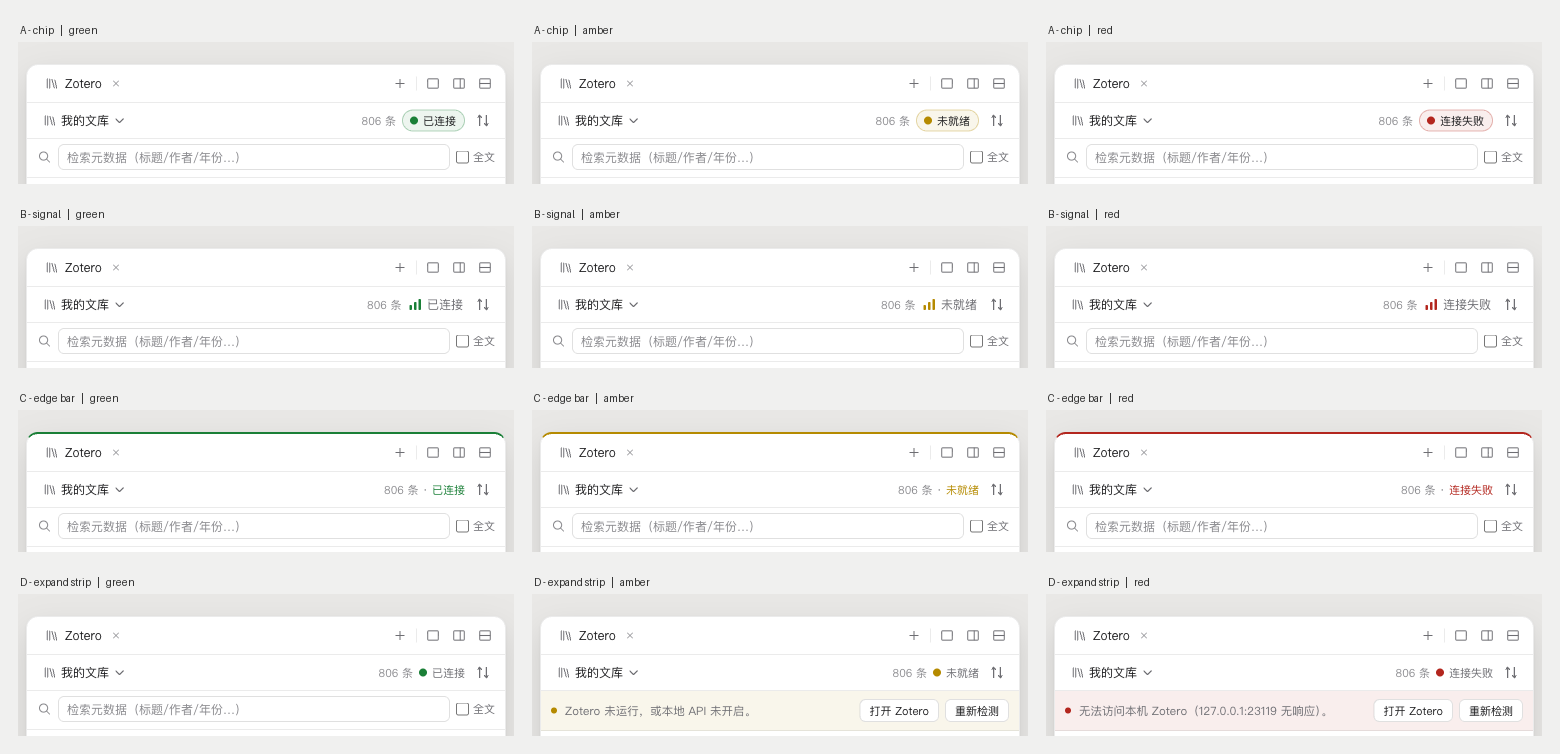 A-chip | green
A-chip | amber
A-chip | red
Zotero ×
Zotero ×
Zotero ×
我的文库 806 条 已连接
我的文库 806 条 未就绪
我的文库 806 条 连接失败
检索元数据（标题/作者/年份…） 全文
检索元数据（标题/作者/年份…） 全文
检索元数据（标题/作者/年份…） 全文
B-signal | green
B-signal | amber
B-signal | red
Zotero ×
Zotero ×
Zotero ×
我的文库 806 条 已连接
我的文库 806 条 未就绪
我的文库 806 条 连接失败
检索元数据（标题/作者/年份…） 全文
检索元数据（标题/作者/年份…） 全文
检索元数据（标题/作者/年份…） 全文
C-edge bar | green
C-edge bar | amber
C-edge bar | red
Zotero ×
Zotero ×
Zotero ×
我的文库 806 条 · 已连接
我的文库 806 条 · 未就绪
我的文库 806 条 · 连接失败
检索元数据（标题/作者/年份…） 全文
检索元数据（标题/作者/年份…） 全文
检索元数据（标题/作者/年份…） 全文
D-expand strip | green
D-expand strip | amber
D-expand strip | red
Zotero ×
Zotero ×
Zotero ×
我的文库 806 条 已连接
我的文库 806 条 未就绪
我的文库 806 条 连接失败
检索元数据（标题/作者/年份…） 全文
Zotero 未运行，或本地 API 未开启。 打开 Zotero 重新检测
无法访问本机 Zotero（127.0.0.1:23119 无响应）。 打开 Zotero 重新检测